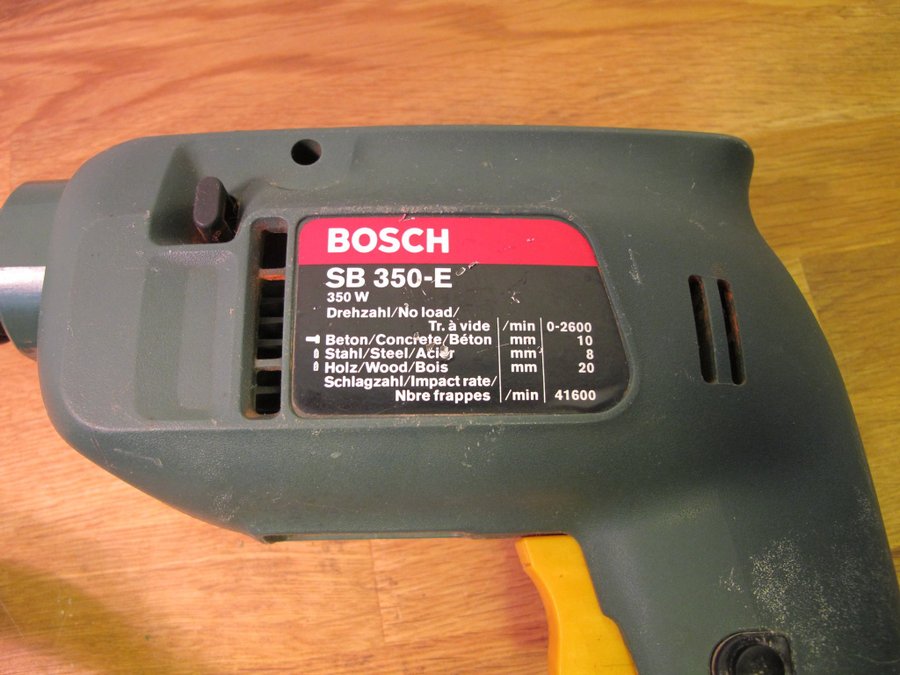 BOSCH
SB 350-E
350 W
Drehzahl/No load/
Tr. à vide /min 0-2600
Beton/Concrete/Béton mm 10
Stahl/Steel/Acier mm 8
Holz/Wood/Bois mm 20
Schlagzahl/Impact rate/
Nbre frappes /min 41600